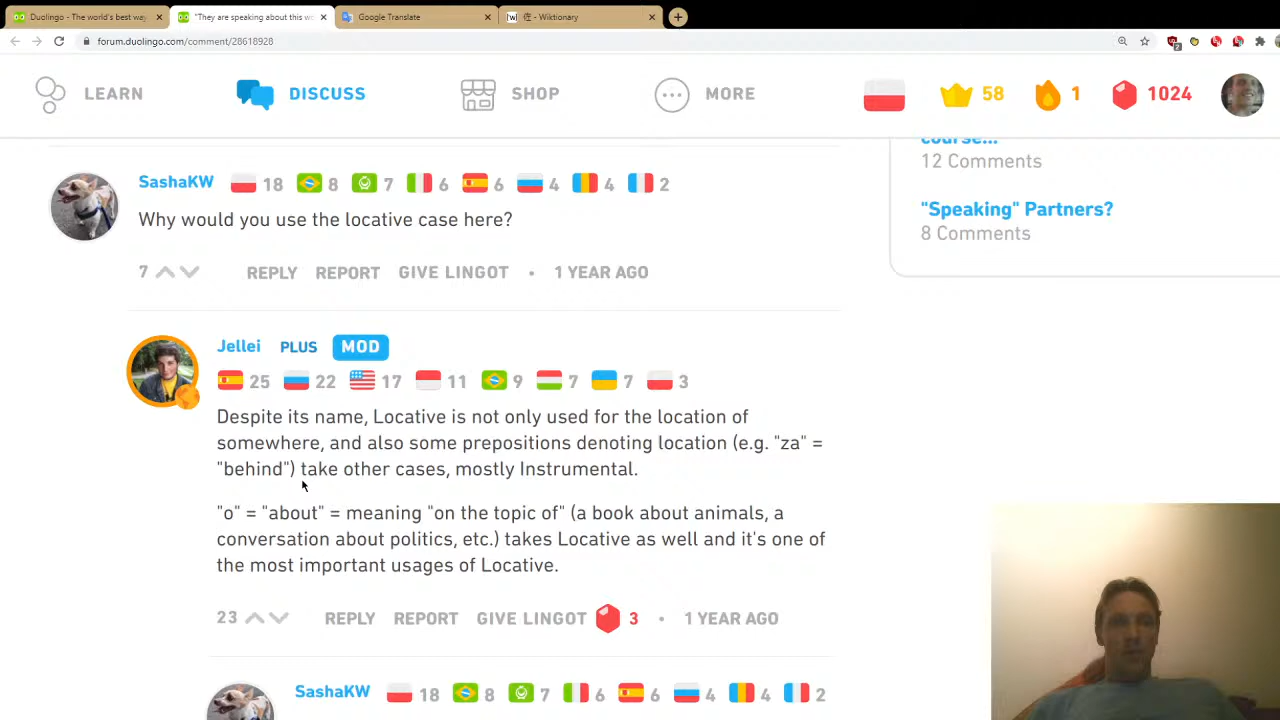 Duolingo - The world's best way
"They are speaking about this wo
Google Translate
Wiktionary
forum.duolingo.com/comment/28618928
LEARN
DISCUSS
SHOP
MORE
58
1
1024
course...
12 Comments
"Speaking" Partners?
8 Comments
SashaKW 18 8 7 6 6 4 4 2
Why would you use the locative case here?
7 REPLY REPORT GIVE LINGOT • 1 YEAR AGO
Jellei PLUS MOD
25 22 17 11 9 7 7 3
Despite its name, Locative is not only used for the location of
somewhere, and also some prepositions denoting location (e.g. "za" =
"behind") take other cases, mostly Instrumental.
"o" = "about" = meaning "on the topic of" (a book about animals, a
conversation about politics, etc.) takes Locative as well and it's one of
the most important usages of Locative.
23 REPLY REPORT GIVE LINGOT 3 • 1 YEAR AGO
SashaKW 18 8 7 6 6 4 4 2